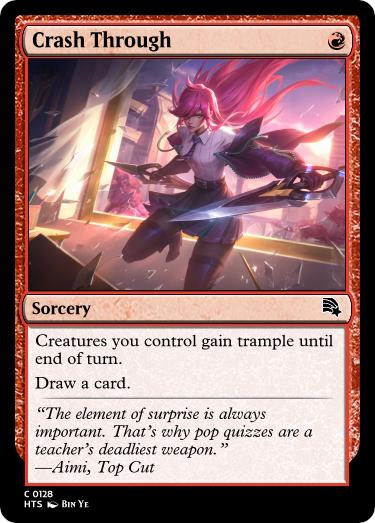 Crash Through
Sorcery
Creatures you control gain trample until
end of turn.
Draw a card.
“The element of surprise is always
important. That’s why pop quizzes are a
teacher’s deadliest weapon.”
—Aimi, Top Cut
C 0128
HTS Bin Ye